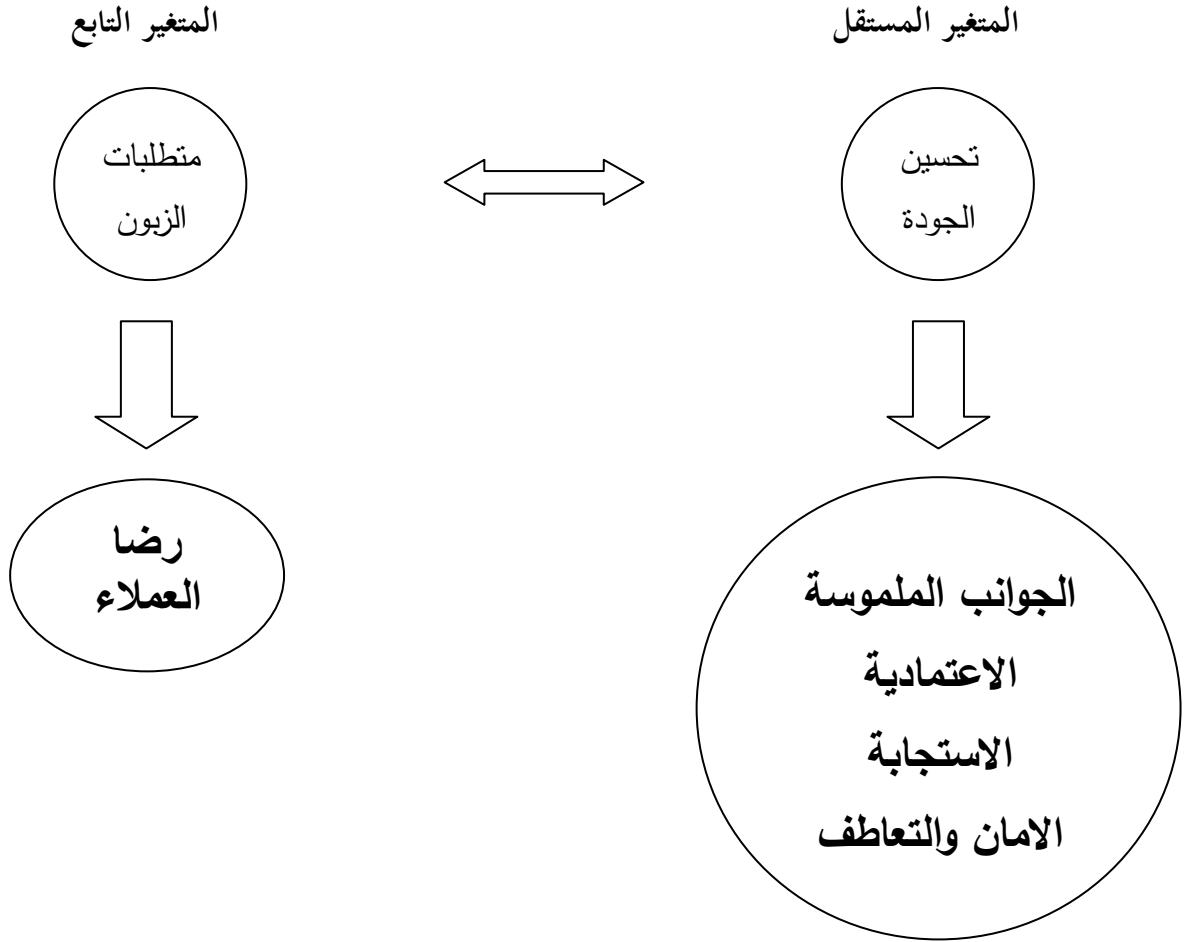 المتغير المستقل
المتغير التابع
تحسين
الجودة
متطلبات
الزبون
الجوانب الملموسة
الاعتمادية
الاستجابة
الامان والتعاطف
رضا
العملاء